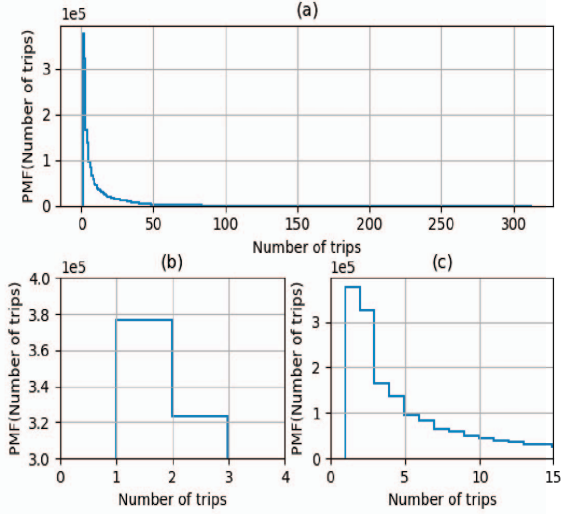 (a)
1e5
PMF(Number of trips)
3
2
1
0
0
50
100
150
200
250
300
Number of trips
(b)
1e5
PMF(Number of trips)
4.0
3.8
3.6
3.4
3.2
3.0
0
1
2
3
4
Number of trips
(c)
1e5
PMF(Number of trips)
3
2
1
0
0
5
10
15
Number of trips